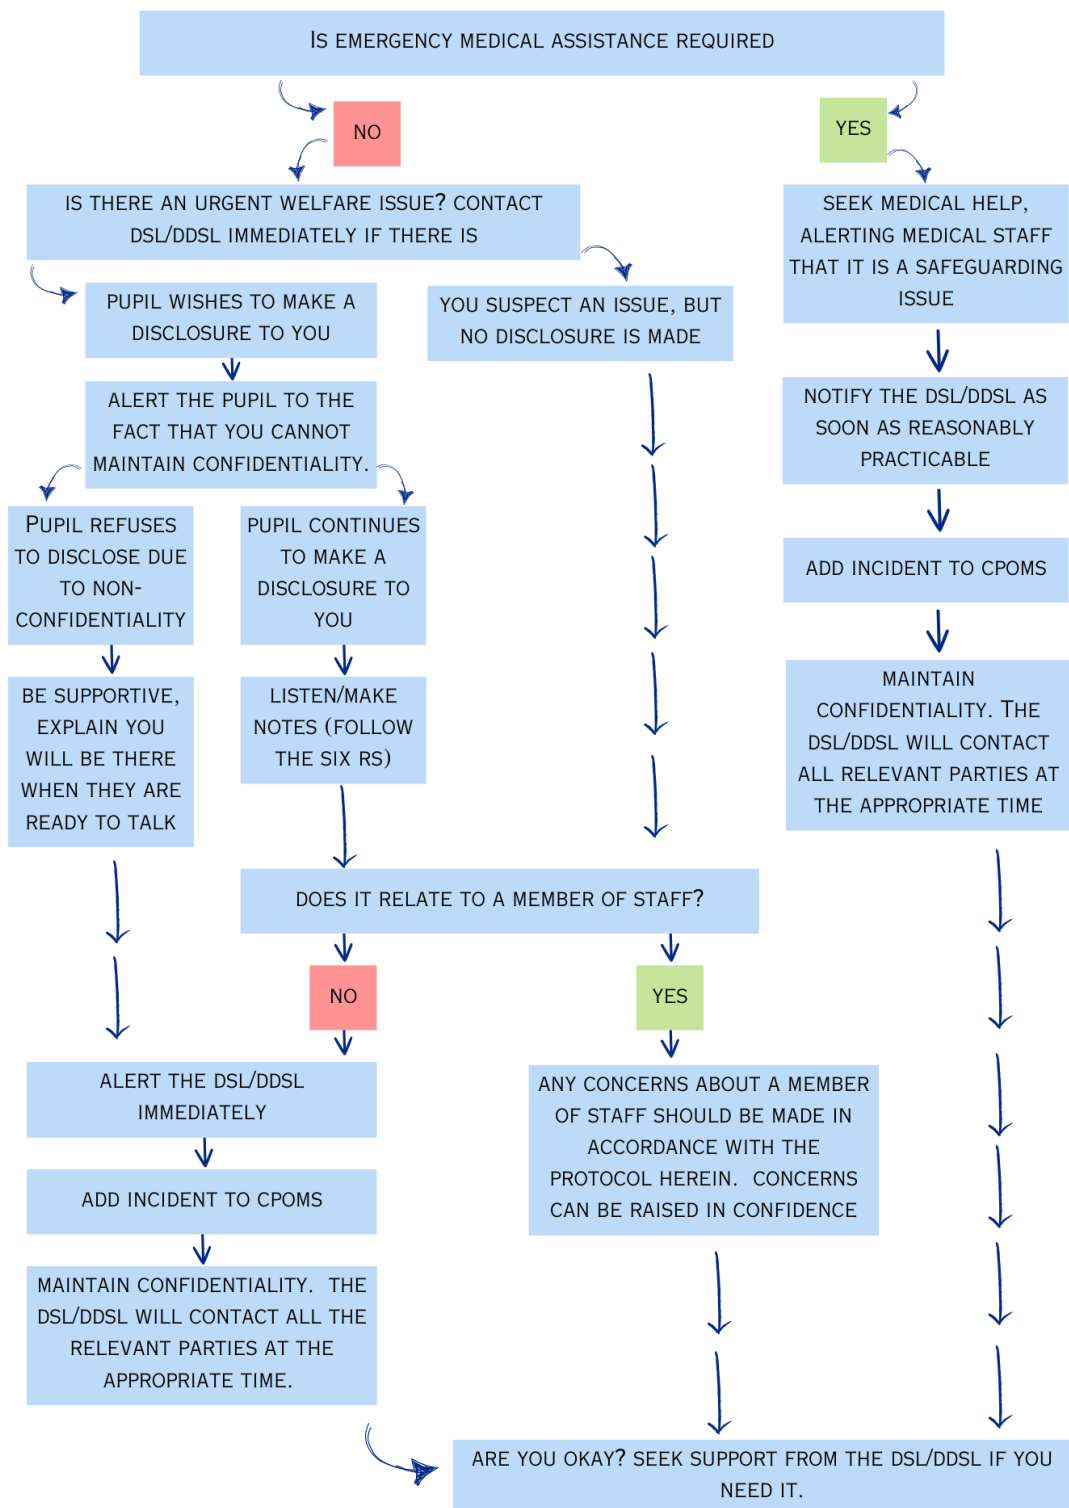 Is emergency medical assistance required
NO
YES
is there an urgent welfare issue? contact
DSL/DDSL immediately if there is
seek medical help,
alerting medical staff
that it is a safeguarding
issue
pupil wishes to make a
disclosure to you
you suspect an issue, but
no disclosure is made
alert the pupil to the
fact that you cannot
maintain confidentiality.
notify the DSL/DDSL as
soon as reasonably
practicable
Pupil refuses
to disclose due
to non-
confidentiality
pupil continues
to make a
disclosure to
you
add incident to CPOMS
be supportive,
explain you
will be there
when they are
ready to talk
listen/make
notes (follow
the six Rs)
maintain
confidentiality. The
DSL/DDSL will contact
all relevant parties at
the appropriate time
does it relate to a member of staff?
NO
YES
alert the DSL/DDSL
immediately
any concerns about a member
of staff should be made in
accordance with the
protocol herein. concerns
can be raised in confidence
add incident to CPOMS
maintain confidentiality. the
DSL/DDSL will contact all the
relevant parties at the
appropriate time.
are you okay? seek support from the DSL/DDSL if you
need it.